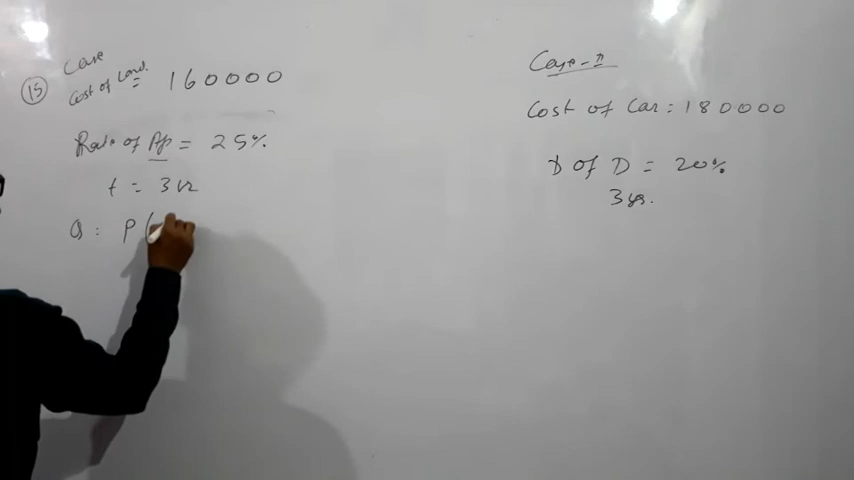 Case
15 Cost of Land = 160000
Rate of Ap = 25%
t = 3 yr
Q : P (
Case - II
Cost of Car = 180000
D of D = 20%
3 yrs.